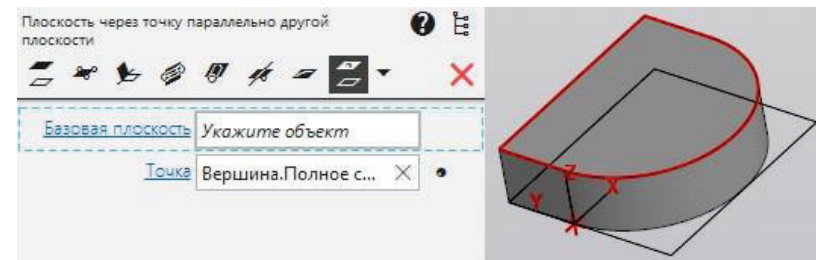 Плоскость через точку параллельно другой
плоскости
Базовая плоскость Укажите объект
Точка Вершина.Полное с...
Z
X
Y